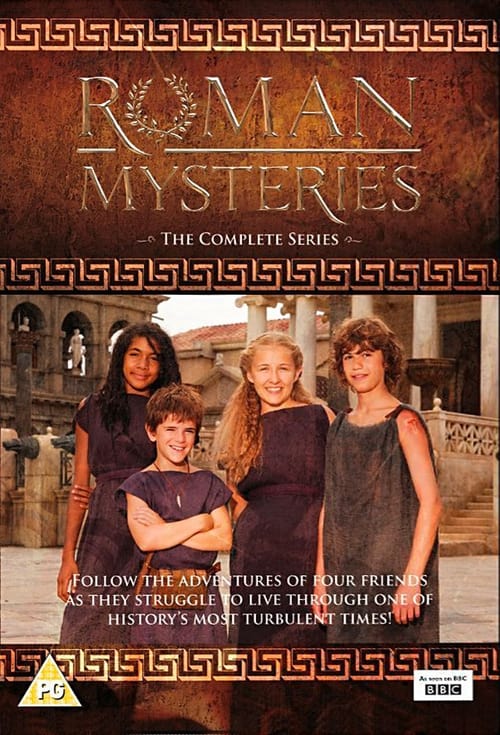 ROMAN
MYSTERIES
THE COMPLETE SERIES
FOLLOW THE ADVENTURES OF FOUR FRIENDS
AS THEY STRUGGLE TO LIVE THROUGH ONE OF
HISTORY'S MOST TURBULENT TIMES!
PG
As seen on BBC
BBC